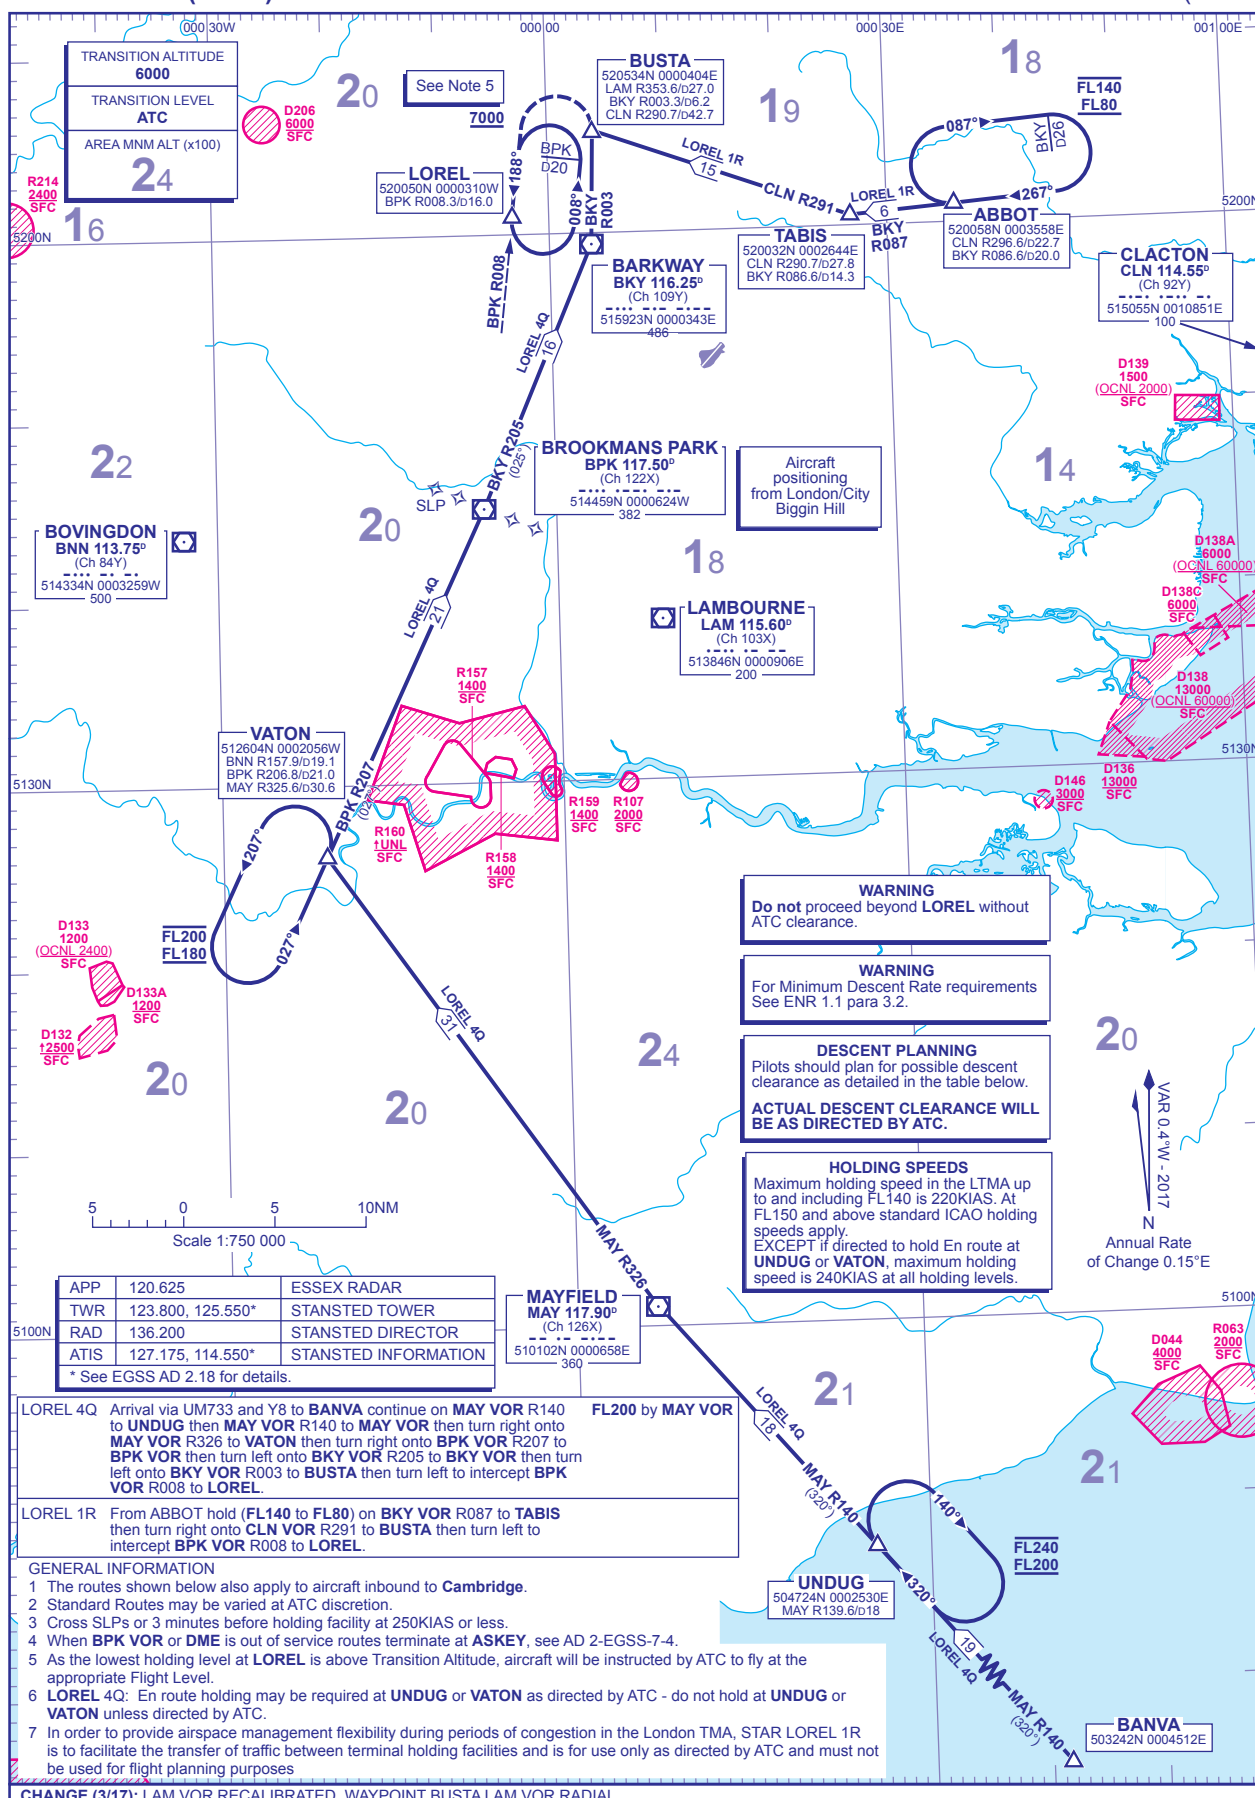 000 30W
000 00
000 30E
001 00E
TRANSITION ALTITUDE
6000
TRANSITION LEVEL
ATC
AREA MNM ALT (x100)
24
20
D206
6000
SFC
See Note 5
7000
BUSTA
520534N 0000404E
LAM R353.6/D27.0
BKY R003.3/D6.2
CLN R290.7/D42.7
19
18
FL140
FL80
087°
BKY
D26
267°
R214
2400
SFC
16
5200N
LOREL
520050N 0000310W
BPK R008.3/D16.0
188°
BPK
D20
008°
BKY
R003
BPK R008
LOREL 1R
15
CLN R291
LOREL 1R
6
BKY
R087
TABIS
520032N 0002644E
CLN R290.7/D27.8
BKY R086.6/D14.3
ABBOT
520058N 0003558E
CLN R296.6/D22.7
BKY R086.6/D20.0
5200N
CLACTON
CLN 114.55D
(Ch 92Y)
515055N 0010851E
100
BARKWAY
BKY 116.25D
(Ch 109Y)
515923N 0000343E
486
LOREL 4Q
16
D139
1500
(OCNL 2000)
SFC
22
BKY R205
(025°)
BROOKMANS PARK
BPK 117.50D
(Ch 122X)
514459N 0000624W
382
Aircraft
positioning
from London/City
Biggin Hill
14
SLP
20
BOVINGDON
BNN 113.75D
(Ch 84Y)
514334N 0003259W
500
18
D138A
6000
(OCNL 60000)
SFC
D138C
6000
SFC
LOREL 4Q
21
LAMBOURNE
LAM 115.60D
(Ch 103X)
513846N 0000906E
200
D138
13000
(OCNL 60000)
SFC
R157
1400
SFC
VATON
512604N 0002056W
BNN R157.9/D19.1
BPK R206.8/D21.0
MAY R325.6/D30.6
5130N
5130N
BPK R207
(027°)
R160
↑UNL
SFC
R158
1400
SFC
R159
1400
SFC
R107
2000
SFC
D146
3000
SFC
D136
13000
SFC
207°
027°
FL200
FL180
D133
1200
(OCNL 2400)
SFC
D133A
1200
SFC
D132
↑2500
SFC
WARNING
Do not proceed beyond LOREL without
ATC clearance.
WARNING
For Minimum Descent Rate requirements
See ENR 1.1 para 3.2.
DESCENT PLANNING
Pilots should plan for possible descent
clearance as detailed in the table below.
ACTUAL DESCENT CLEARANCE WILL
BE AS DIRECTED BY ATC.
HOLDING SPEEDS
Maximum holding speed in the LTMA up
to and including FL140 is 220KIAS. At
FL150 and above standard ICAO holding
speeds apply.
EXCEPT if directed to hold En route at
UNDUG or VATON, maximum holding
speed is 240KIAS at all holding levels.
LOREL 4Q
31
24
20
20
20
VAR 0.4°W - 2017
N
Annual Rate
of Change 0.15°E
5 0 5 10NM
Scale 1:750 000
MAY R326
APP 120.625 ESSEX RADAR
TWR 123.800, 125.550* STANSTED TOWER
RAD 136.200 STANSTED DIRECTOR
ATIS 127.175, 114.550* STANSTED INFORMATION
* See EGSS AD 2.18 for details.
5100N
5100N
MAYFIELD
MAY 117.90D
(Ch 126X)
510102N 0000658E
360
D044
4000
SFC
R063
2000
SFC
21
21
LOREL 4Q
18
MAY R140
(320°)
LOREL 4Q Arrival via UM733 and Y8 to BANVA continue on MAY VOR R140 FL200 by MAY VOR
to UNDUG then MAY VOR R140 to MAY VOR then turn right onto
MAY VOR R326 to VATON then turn right onto BPK VOR R207 to
BPK VOR then turn left onto BKY VOR R205 to BKY VOR then turn
left onto BKY VOR R003 to BUSTA then turn left to intercept BPK
VOR R008 to LOREL.
LOREL 1R From ABBOT hold (FL140 to FL80) on BKY VOR R087 to TABIS
then turn right onto CLN VOR R291 to BUSTA then turn left to
intercept BPK VOR R008 to LOREL.
140°
320°
FL240
FL200
UNDUG
504724N 0002530E
MAY R139.6/D18
LOREL 4Q
19
MAY R140
(320°)
BANVA
503242N 0004512E
GENERAL INFORMATION
1 The routes shown below also apply to aircraft inbound to Cambridge.
2 Standard Routes may be varied at ATC discretion.
3 Cross SLPs or 3 minutes before holding facility at 250KIAS or less.
4 When BPK VOR or DME is out of service routes terminate at ASKEY, see AD 2-EGSS-7-4.
5 As the lowest holding level at LOREL is above Transition Altitude, aircraft will be instructed by ATC to fly at the
appropriate Flight Level.
6 LOREL 4Q: En route holding may be required at UNDUG or VATON as directed by ATC - do not hold at UNDUG or
VATON unless directed by ATC.
7 In order to provide airspace management flexibility during periods of congestion in the London TMA, STAR LOREL 1R
is to facilitate the transfer of traffic between terminal holding facilities and is for use only as directed by ATC and must not
be used for flight planning purposes
CHANGE (3/17): LAM VOR RECALIBRATED. WAYPOINT BUSTA LAM VOR RADIAL